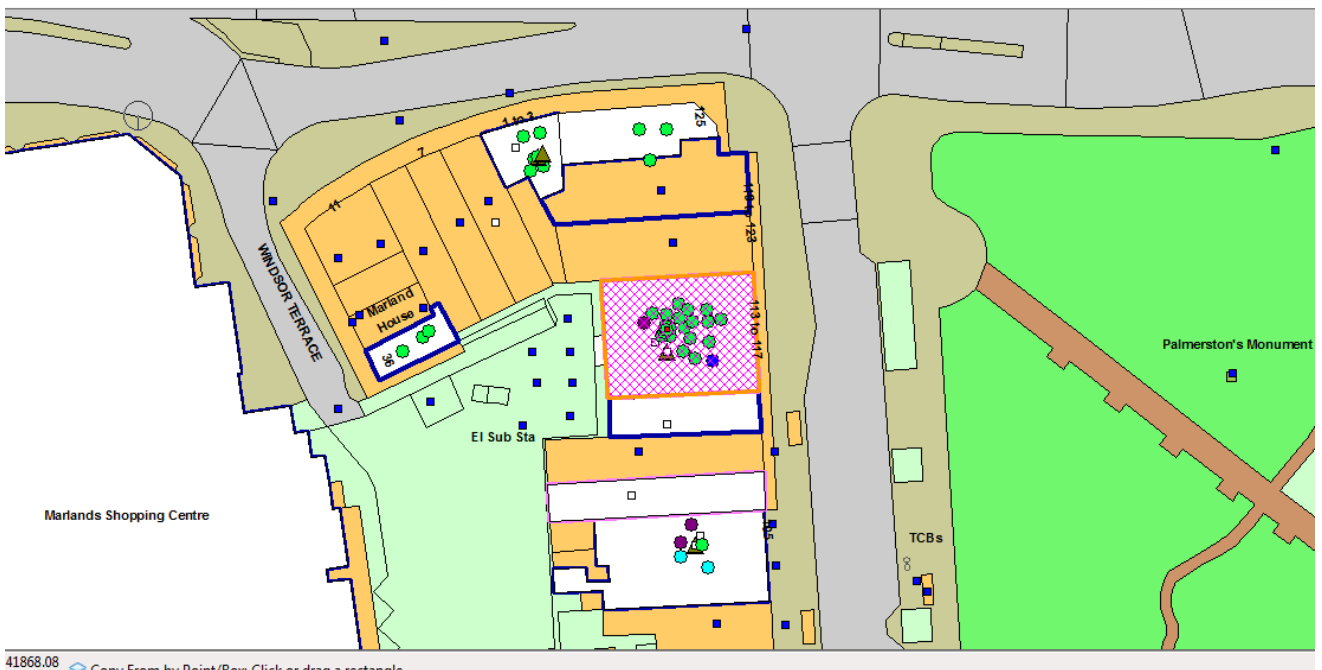 1 to 3
125
7
11
119 to 123
WINDSOR TERRACE
Marland
House
113 to 117
36
Palmerston's Monument
El Sub Sta
Marlands Shopping Centre
105
TCBs
41868.08
Copy From by Point/Box: Click or drag a rectangle